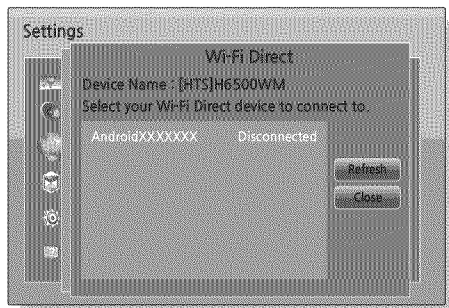 Settings
Wi-Fi Direct
Device Name : [HTS]H6500WM
Select your Wi-Fi Direct device to connect to.
AndroidXXXXXXX Disconnected
Refresh
Close